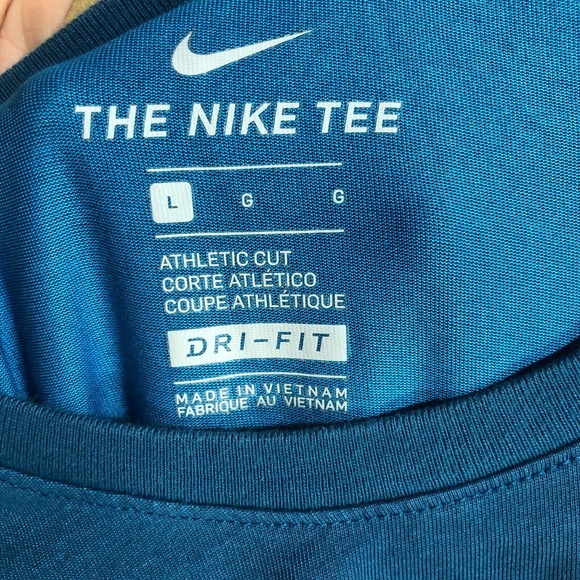 THE NIKE TEE
L G G
ATHLETIC CUT
CORTE ATLÉTICO
COUPE ATHLÉTIQUE
DRI-FIT
MADE IN VIETNAM
FABRIQUE AU VIETNAM